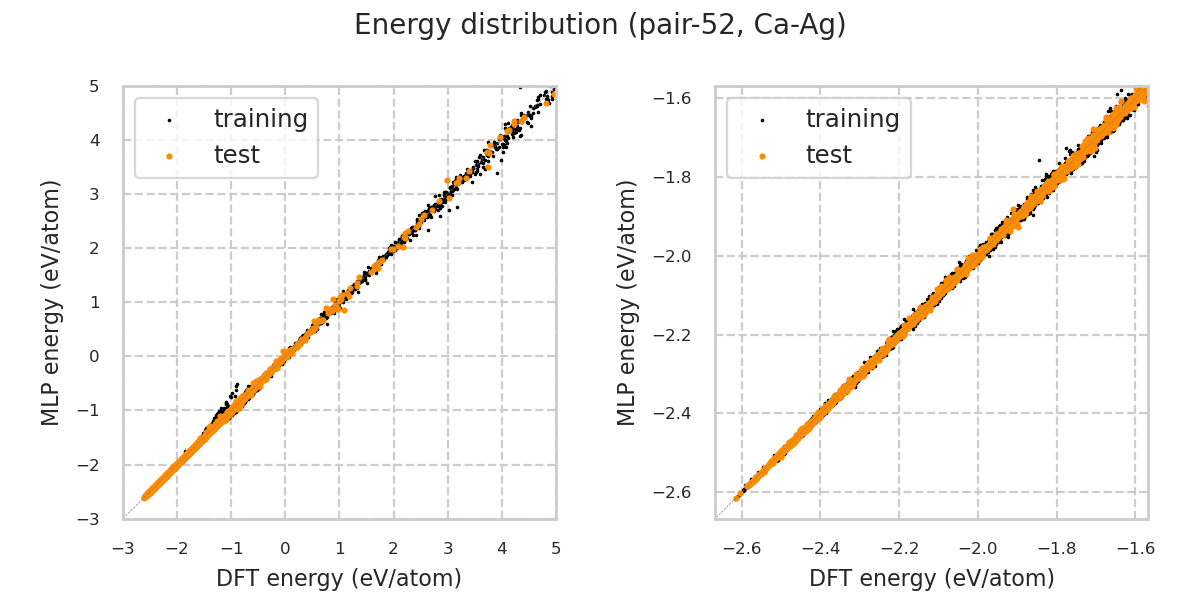 Energy distribution (pair-52, Ca-Ag)
training
test
5
4
3
2
1
0
−1
−2
−3
−3 −2 −1 0 1 2 3 4 5
MLP energy (eV/atom)
DFT energy (eV/atom)
training
test
−1.6
−1.8
−2.0
−2.2
−2.4
−2.6
−2.6 −2.4 −2.2 −2.0 −1.8 −1.6
MLP energy (eV/atom)
DFT energy (eV/atom)